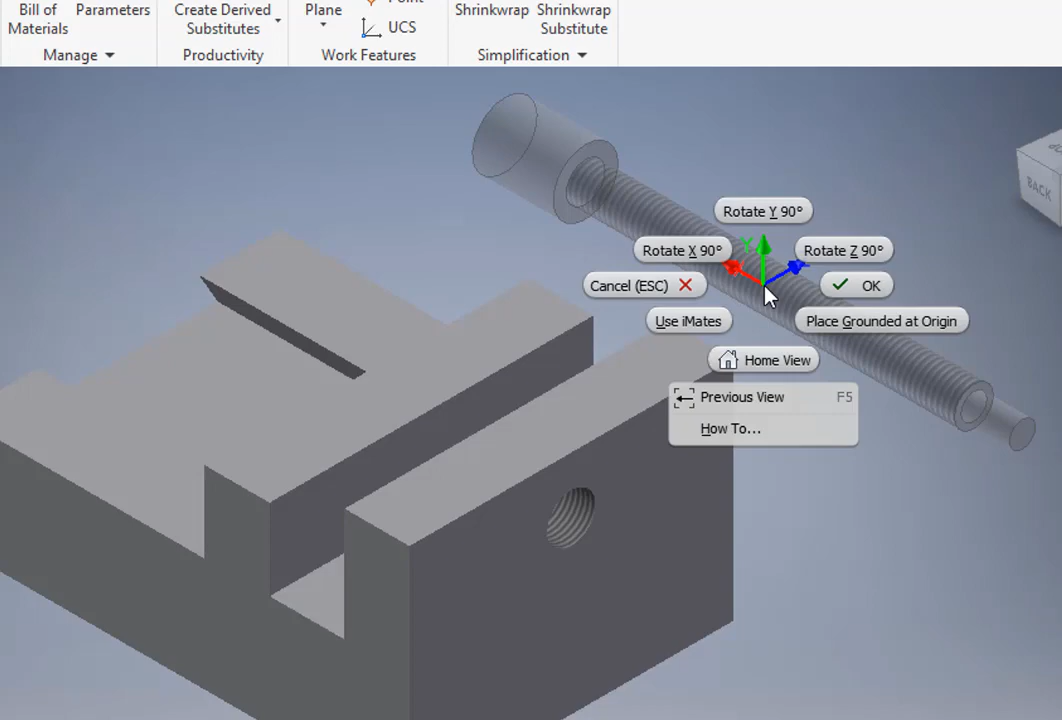 Bill of
Materials
Parameters
Manage
Create Derived
Substitutes
Productivity
Plane
Point
UCS
Work Features
Shrinkwrap
Shrinkwrap
Substitute
Simplification
BACK
Rotate Y 90°
Rotate X 90°
Y
Rotate Z 90°
Cancel (ESC)
OK
Use iMates
Place Grounded at Origin
Home View
Previous View F5
How To...